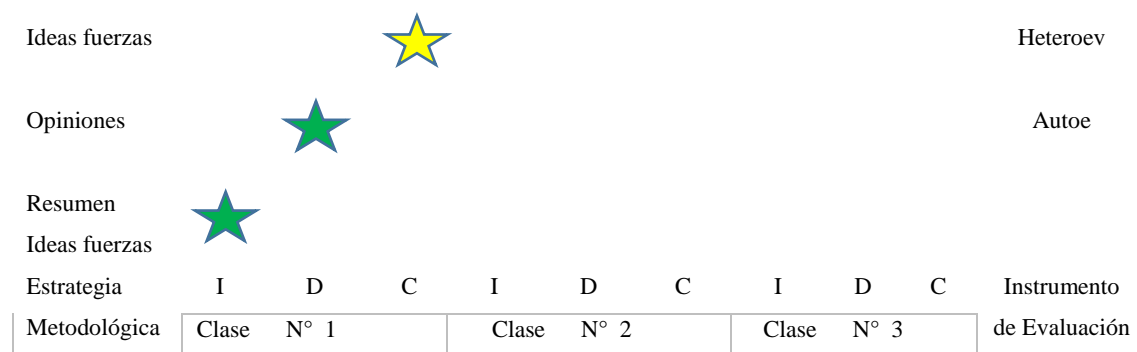 Ideas fuerzas Heteroev
Opiniones Autoe
Resumen
Ideas fuerzas
Estrategia I D C I D C I D C Instrumento
Metodológica Clase N° 1 Clase N° 2 Clase N° 3 de Evaluación